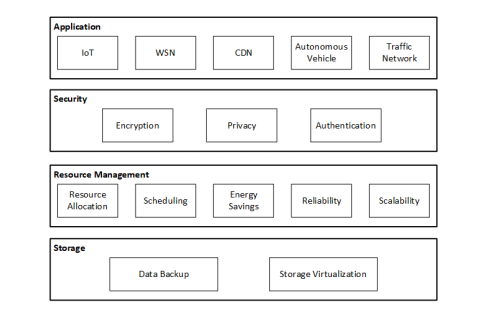 Application
IoT
WSN
CDN
Autonomous
Vehicle
Traffic
Network
Security
Encryption
Privacy
Authentication
Resource Management
Resource
Allocation
Scheduling
Energy
Savings
Reliability
Scalability
Storage
Data Backup
Storage Virtualization